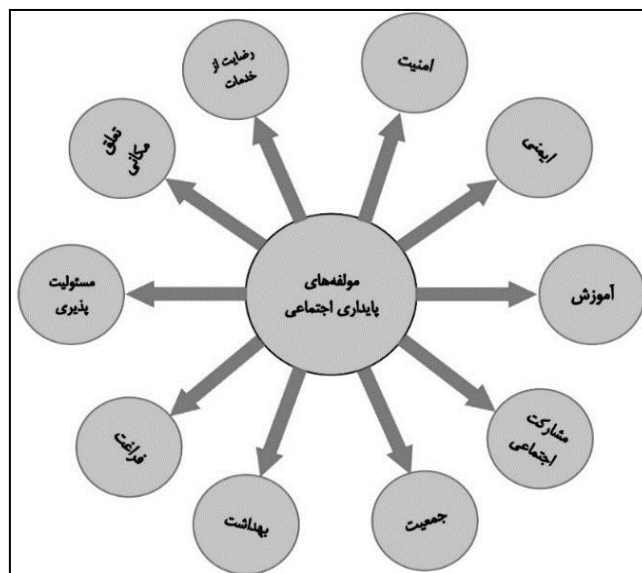 مولفه‌های
پایداری اجتماعی
امنیت
ایمنی
آموزش
مشارکت
اجتماعی
جمعیت
بهداشت
فراغت
مسئولیت
پذیری
تعلق
مکانی
رضایت از
خدمات